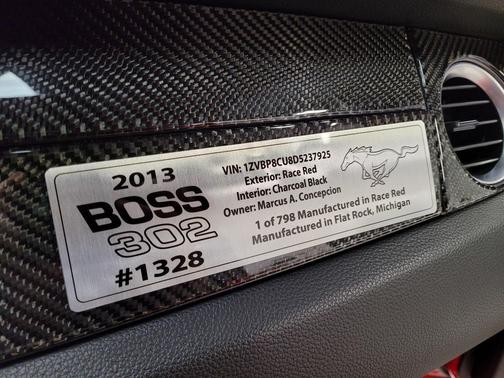 2013
BOSS
302
#1328
VIN: 1ZVBP8CU8D5237925
Exterior: Race Red
Interior: Charcoal Black
Owner: Marcus A. Concepcion
1 of 798 Manufactured in Race Red
Manufactured in Flat Rock, Michigan